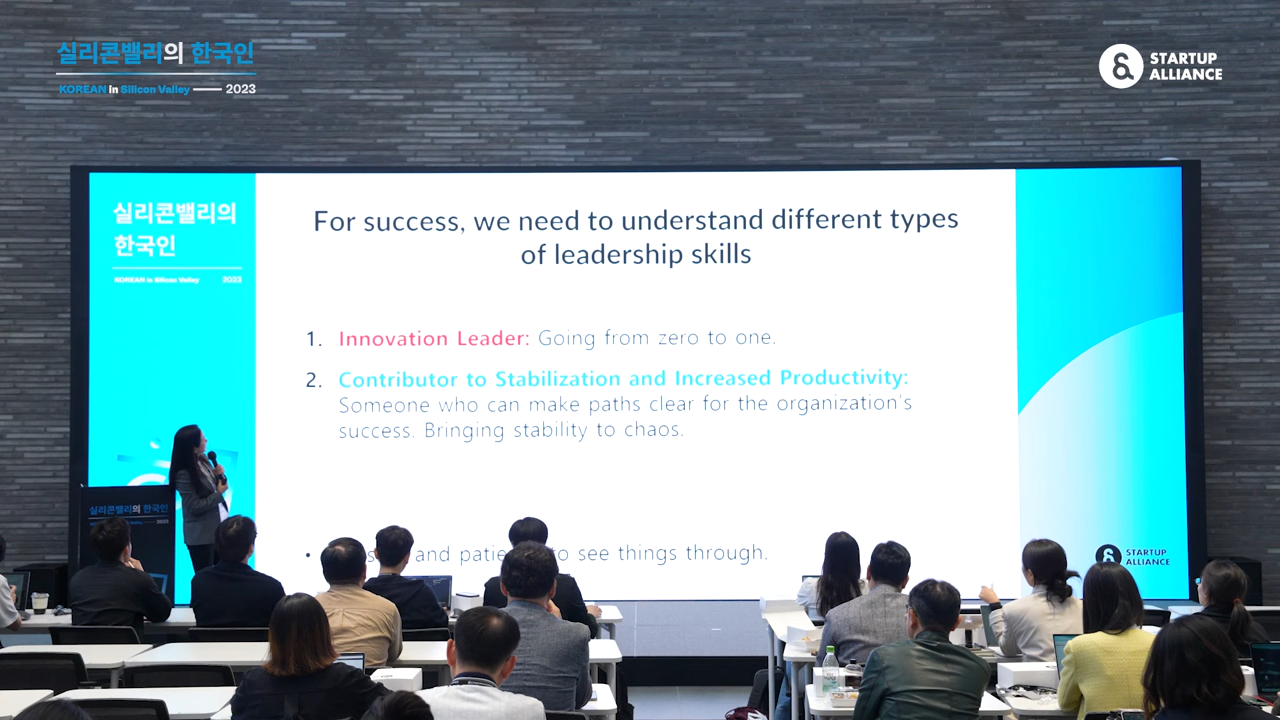 실리콘밸리의 한국인
KOREAN in Silicon Valley 2023
STARTUP
ALLIANCE
실리콘밸리의
한국인
KOREAN in Silicon Valley 2023
For success, we need to understand different types
of leadership skills
1. Innovation Leader: Going from zero to one.
2. Contributor to Stabilization and Increased Productivity:
Someone who can make paths clear for the organization's
success. Bringing stability to chaos.
• and to see things through.
실리콘밸리의 한국인
2023
STARTUP
ALLIANCE